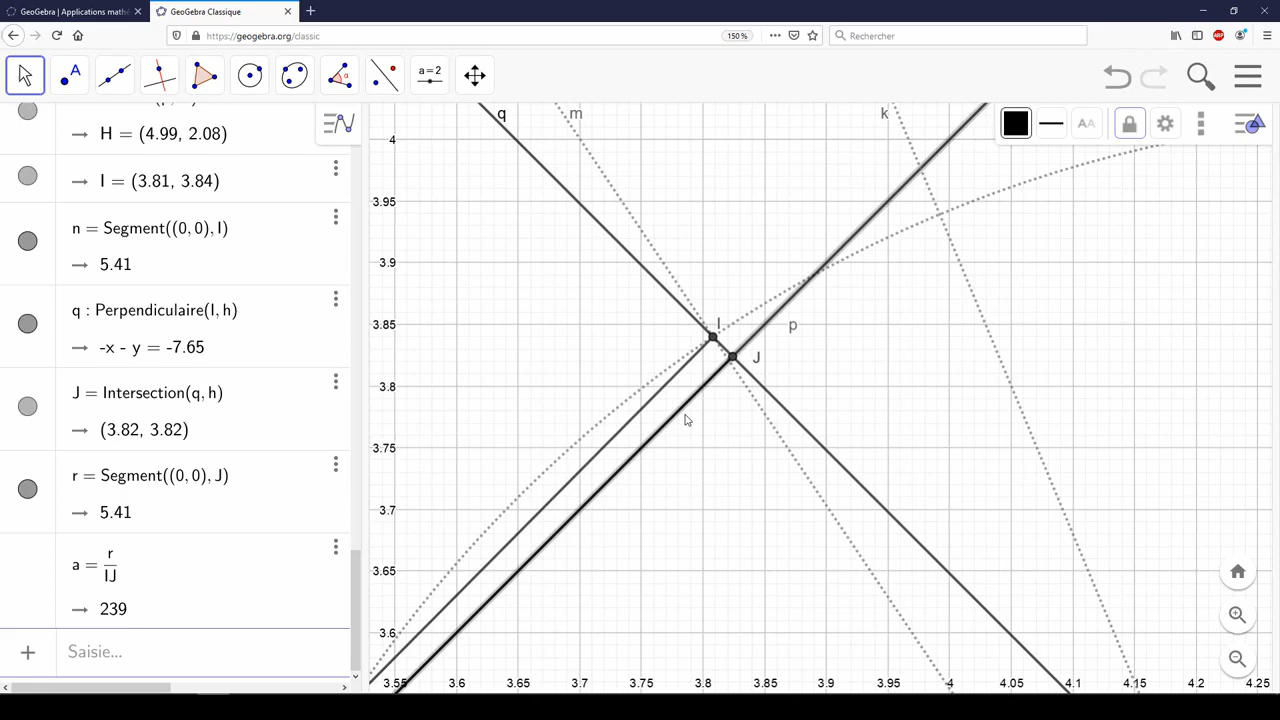 GeoGebra | Applications math
GeoGebra Classique
https://geogebra.org/classic
150 %
Rechercher
ABP
A
α
a=2
AA
→ H = (4.99, 2.08)
→ I = (3.81, 3.84)
n = Segment((0, 0), I)
→ 5.41
q : Perpendiculaire(I, h)
→ -x - y = -7.65
J = Intersection(q, h)
→ (3.82, 3.82)
r = Segment((0, 0), J)
→ 5.41
a = r
IJ
→ 239
+ Saisie...
q m k
I
p
J
4
3.95
3.9
3.85
3.8
3.75
3.7
3.65
3.6
3.55 3.6 3.65 3.7 3.75 3.8 3.85 3.9 3.95 4 4.05 4.1 4.15 4.2 4.25